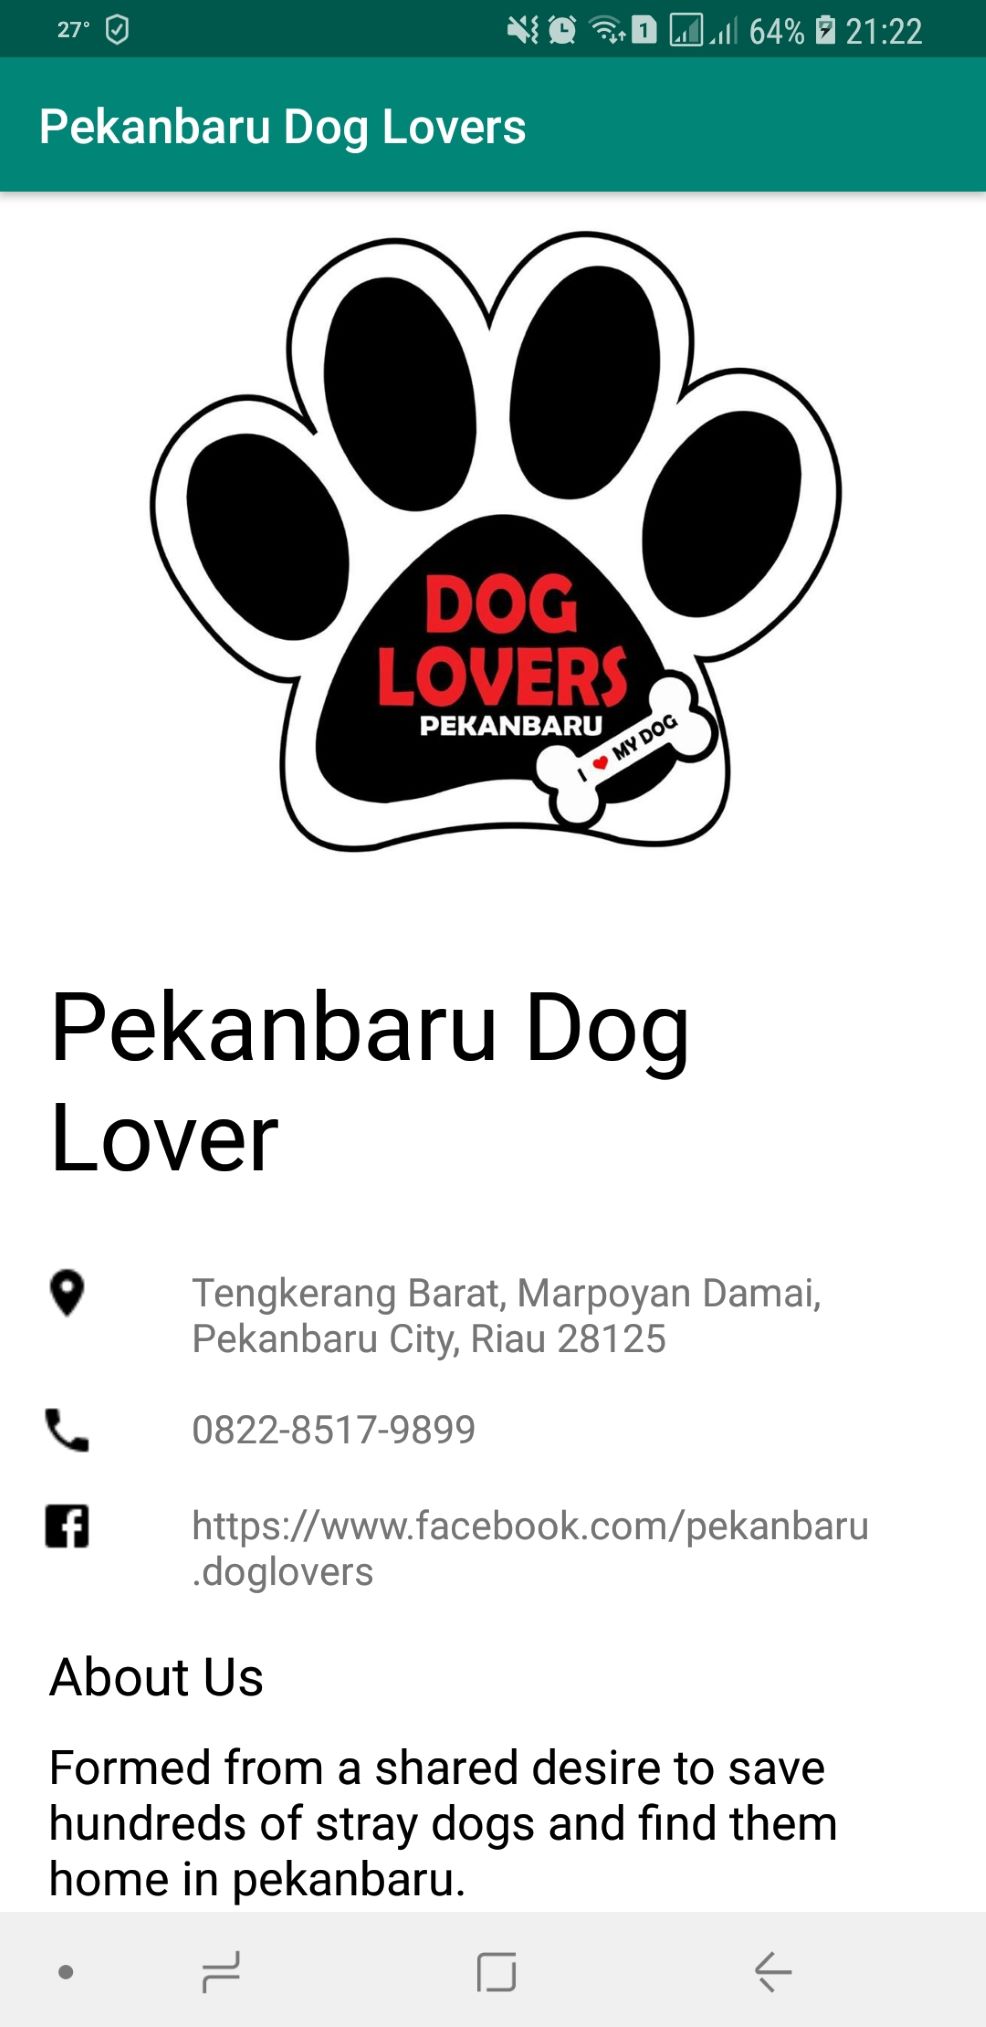 27°
1 64% 21:22
Pekanbaru Dog Lovers
DOG
LOVERS
PEKANBARU
I ❤ MY DOG
Pekanbaru Dog
Lover
Tengkerang Barat, Marpoyan Damai,
Pekanbaru City, Riau 28125
0822-8517-9899
https://www.facebook.com/pekanbaru
.doglovers
About Us
Formed from a shared desire to save
hundreds of stray dogs and find them
home in pekanbaru.